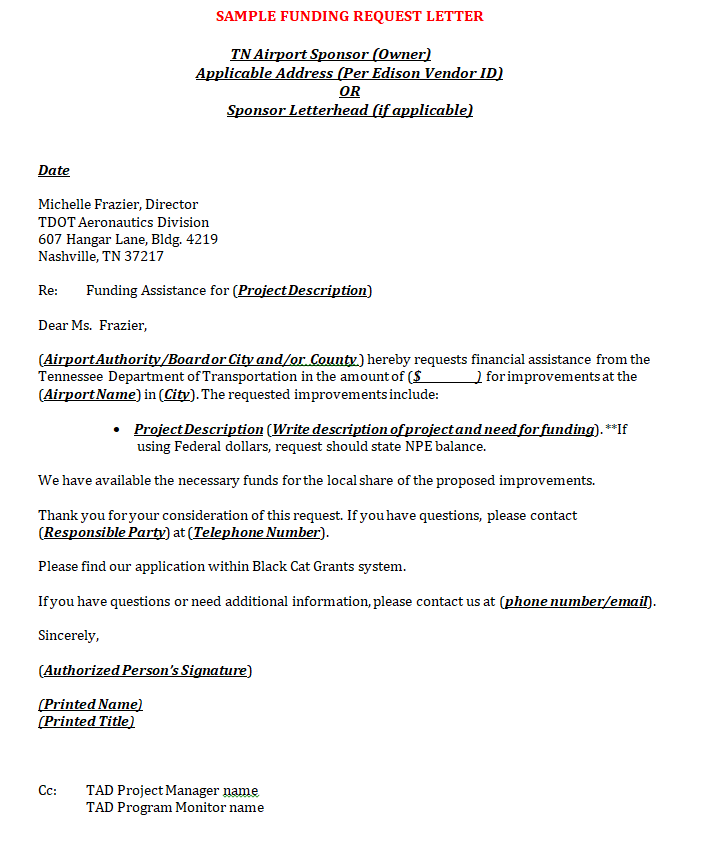 SAMPLE FUNDING REQUEST LETTER
TN Airport Sponsor (Owner)
Applicable Address (Per Edison Vendor ID)
OR
Sponsor Letterhead (if applicable)
Date
Michelle Frazier, Director
TDOT Aeronautics Division
607 Hangar Lane, Bldg. 4219
Nashville, TN 37217
Re: Funding Assistance for (Project Description)
Dear Ms. Frazier,
(Airport Authority/Board or City and/or County ) hereby requests financial assistance from the
Tennessee Department of Transportation in the amount of ($ ) for improvements at the
(Airport Name) in (City). The requested improvements include:
• Project Description (Write description of project and need for funding). **If
using Federal dollars, request should state NPE balance.
We have available the necessary funds for the local share of the proposed improvements.
Thank you for your consideration of this request. If you have questions, please contact
(Responsible Party) at (Telephone Number).
Please find our application within Black Cat Grants system.
If you have questions or need additional information, please contact us at (phone number/email).
Sincerely,
(Authorized Person's Signature)
(Printed Name)
(Printed Title)
Cc: TAD Project Manager name
TAD Program Monitor name